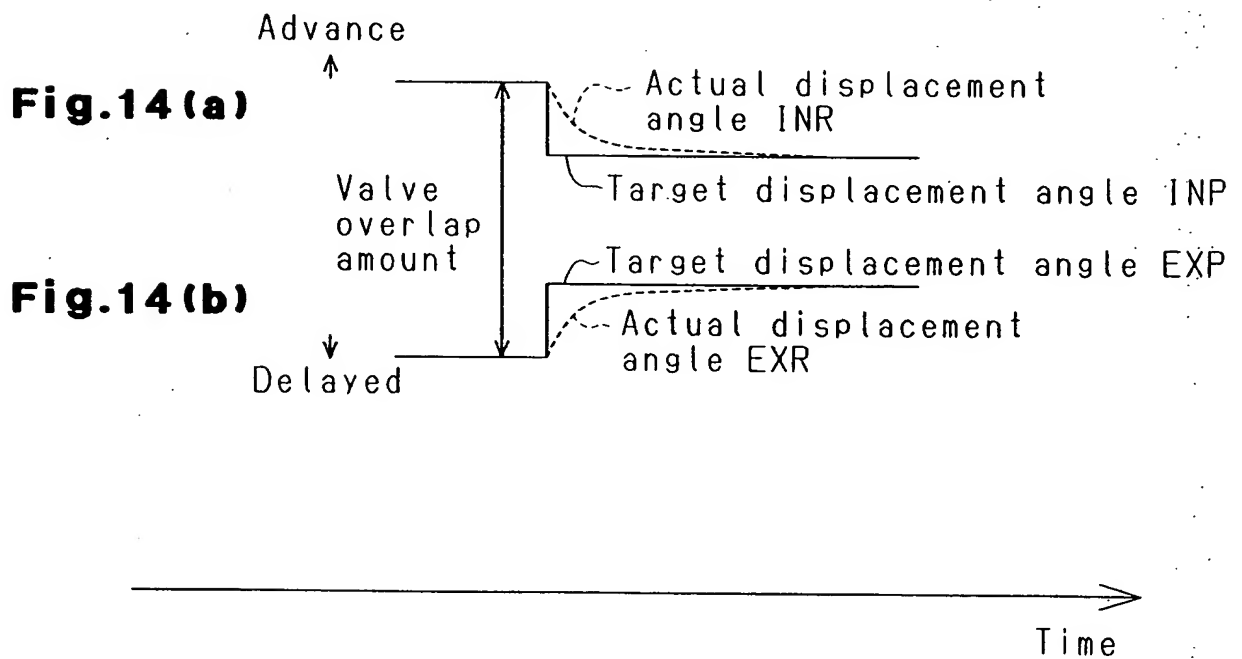 Advance
Fig.14(a)
Actual displacement
angle INR
Target displacement angle INP
Valve
overlap
amount
Target displacement angle EXP
Fig.14(b)
Actual displacement
angle EXR
Delayed
Time